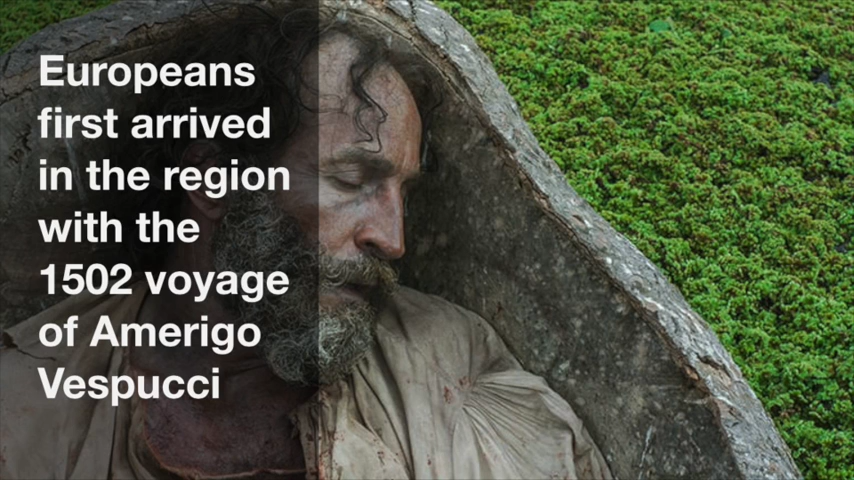 Europeans
first arrived
in the region
with the
1502 voyage
of Amerigo
Vespucci